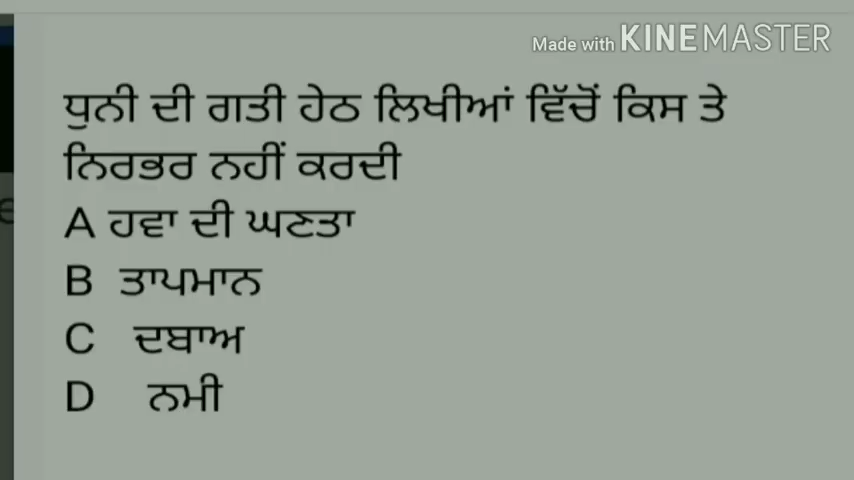 Made with KINEMASTER
ਧੁਨੀ ਦੀ ਗਤੀ ਹੇਠ ਲਿਖੀਆਂ ਵਿੱਚੋਂ ਕਿਸ ਤੇ
ਨਿਰਭਰ ਨਹੀਂ ਕਰਦੀ
A ਹਵਾ ਦੀ ਘਣਤਾ
B ਤਾਪਮਾਨ
C ਦਬਾਅ
D ਨਮੀ